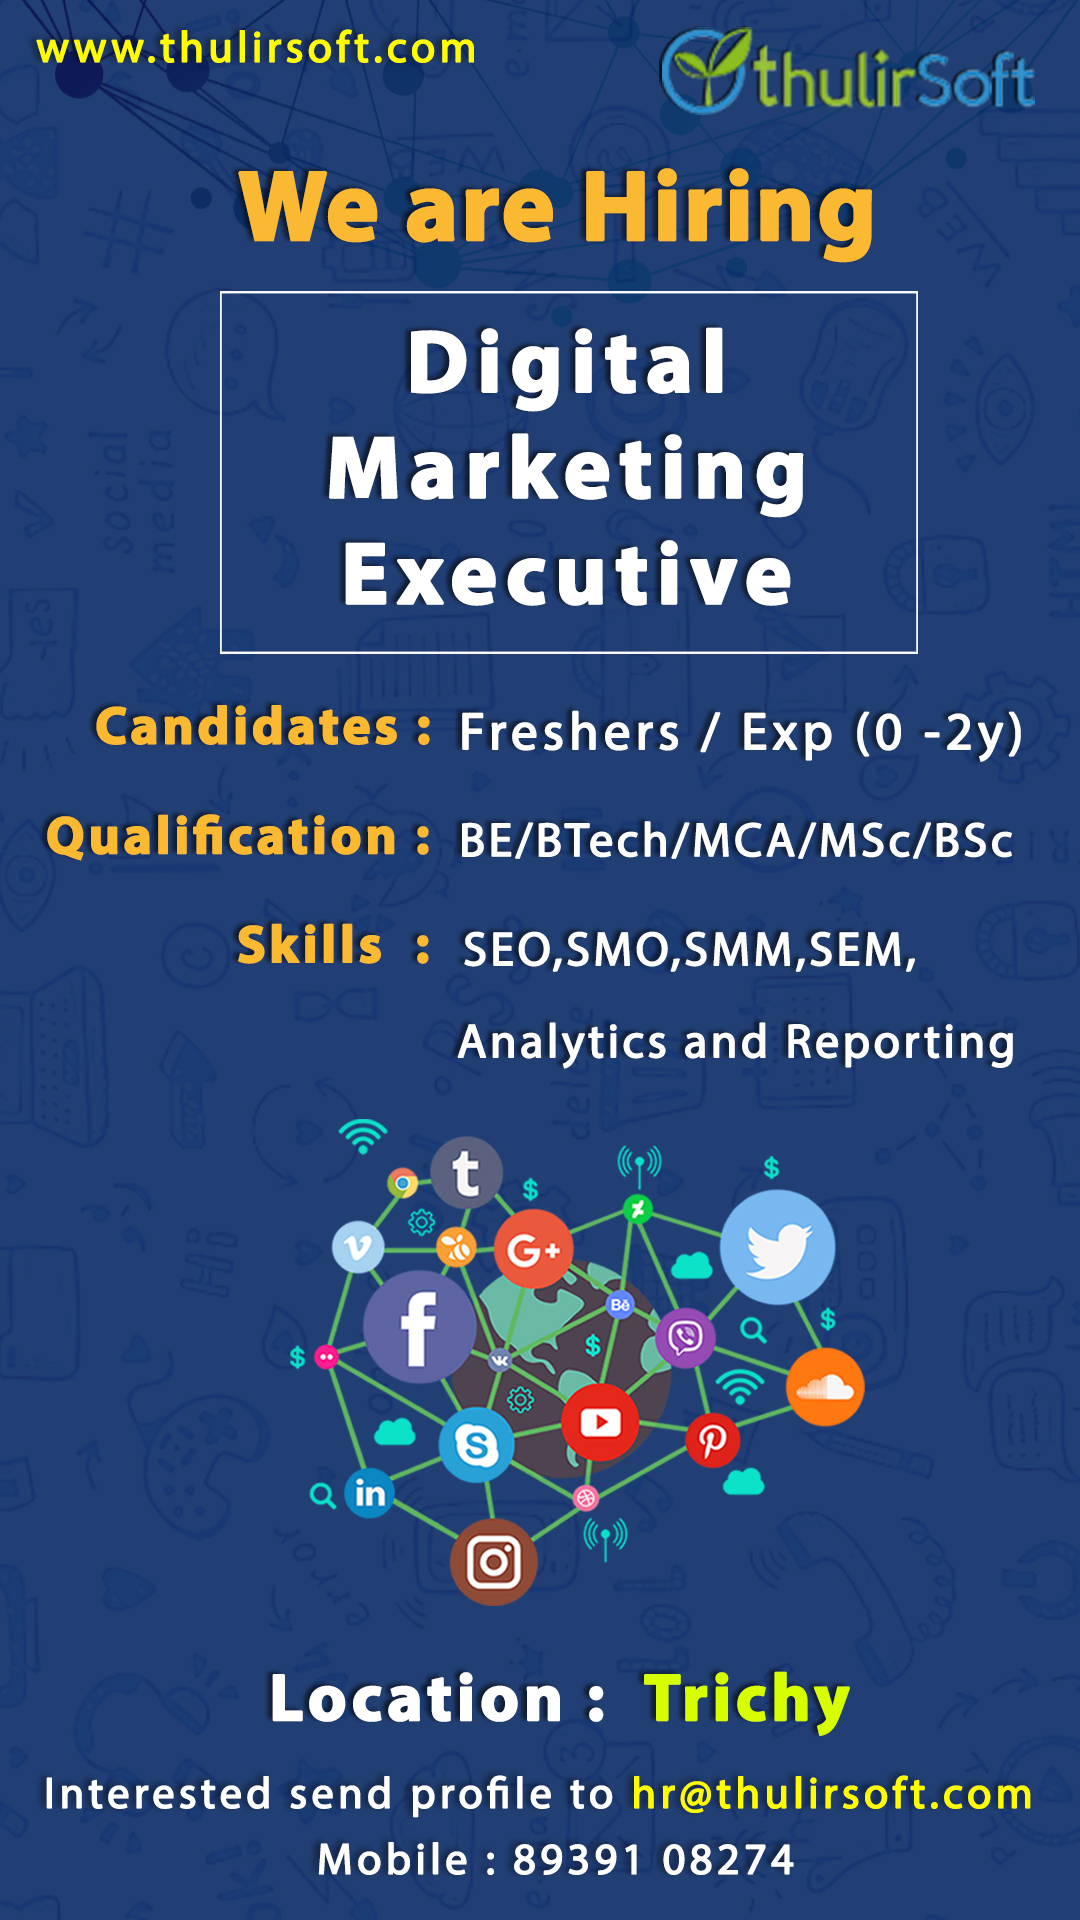 www.thulirsoft.com
thulirSoft
We are Hiring
Digital
Marketing
Executive
Candidates : Freshers / Exp (0 -2y)
Qualification : BE/BTech/MCA/MSc/BSc
Skills : SEO,SMO,SMM,SEM,
Analytics and Reporting
Location : Trichy
Interested send profile to hr@thulirsoft.com
Mobile : 89391 08274